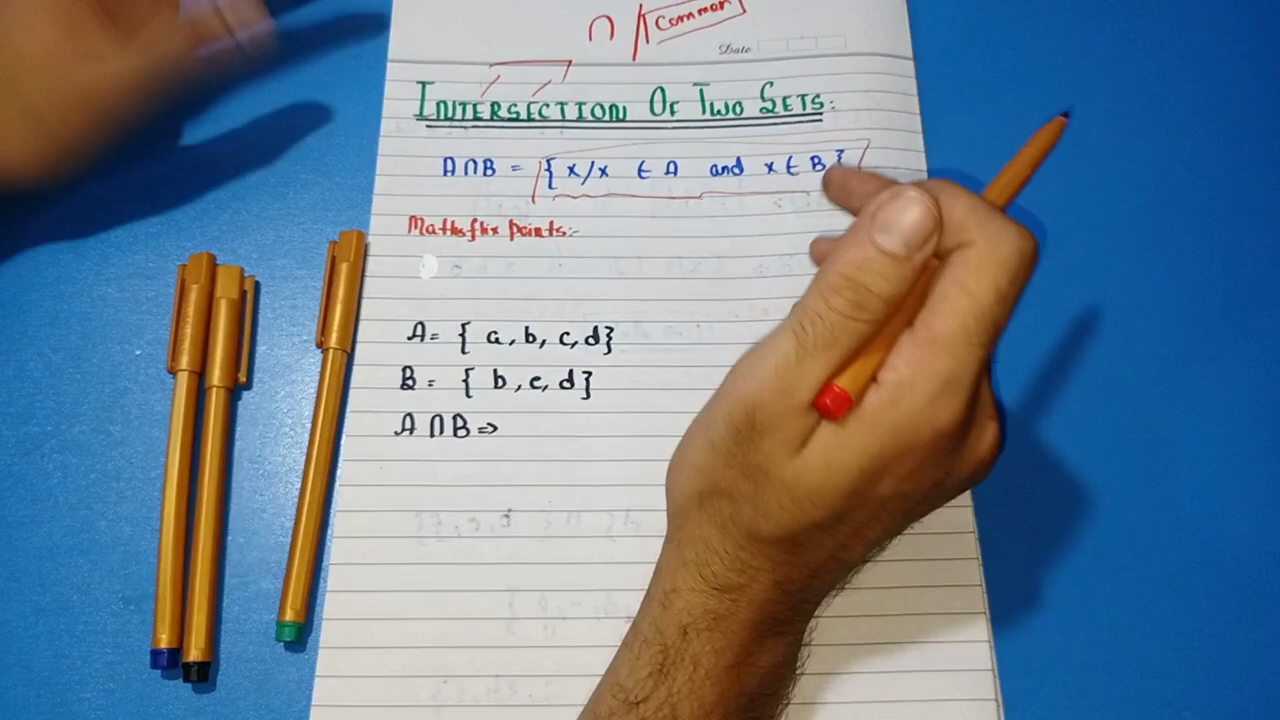 ∩ / Common
Date
INTERSECTION OF TWO SETS:
A∩B = { x/x ∈ A and x ∈ B }
Mathsflix points:-
A = { a, b, c, d}
B = { b, e, d}
A ∩ B ⇒